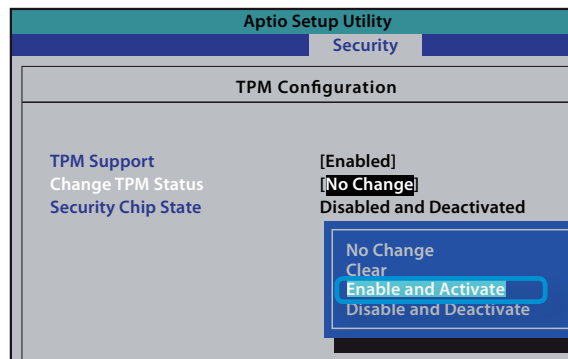 Aptio Setup Utility
Security
TPM Configuration
TPM Support [Enabled]
Change TPM Status [No Change]
Security Chip State Disabled and Deactivated
No Change
Clear
Enable and Activate
Disable and Deactivate